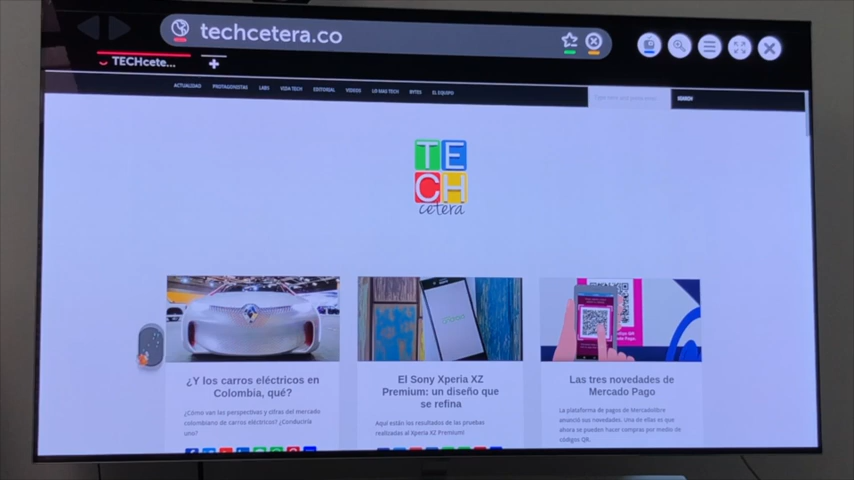 techcetera.co
TECHcete...
ACTUALIDAD PROTAGONISTAS LABS VIDA TECH EDITORIAL VIDEOS LO MAS TECH BYTES EL EQUIPO
SEARCH
TE
CH
cetera
¿Y los carros eléctricos en
Colombia, qué?
¿Cómo van las perspectivas y cifras del mercado
colombiano de carros eléctricos? ¿Conduciría
uno?
El Sony Xperia XZ
Premium: un diseño que
se refina
Aquí están los resultados de las pruebas
realizadas al Xperia XZ Premium!
Las tres novedades de
Mercado Pago
La plataforma de pagos de Mercadolibre
anunció sus novedades. Una de ellas es que
ahora se pueden hacer compras por medio de
códigos QR.